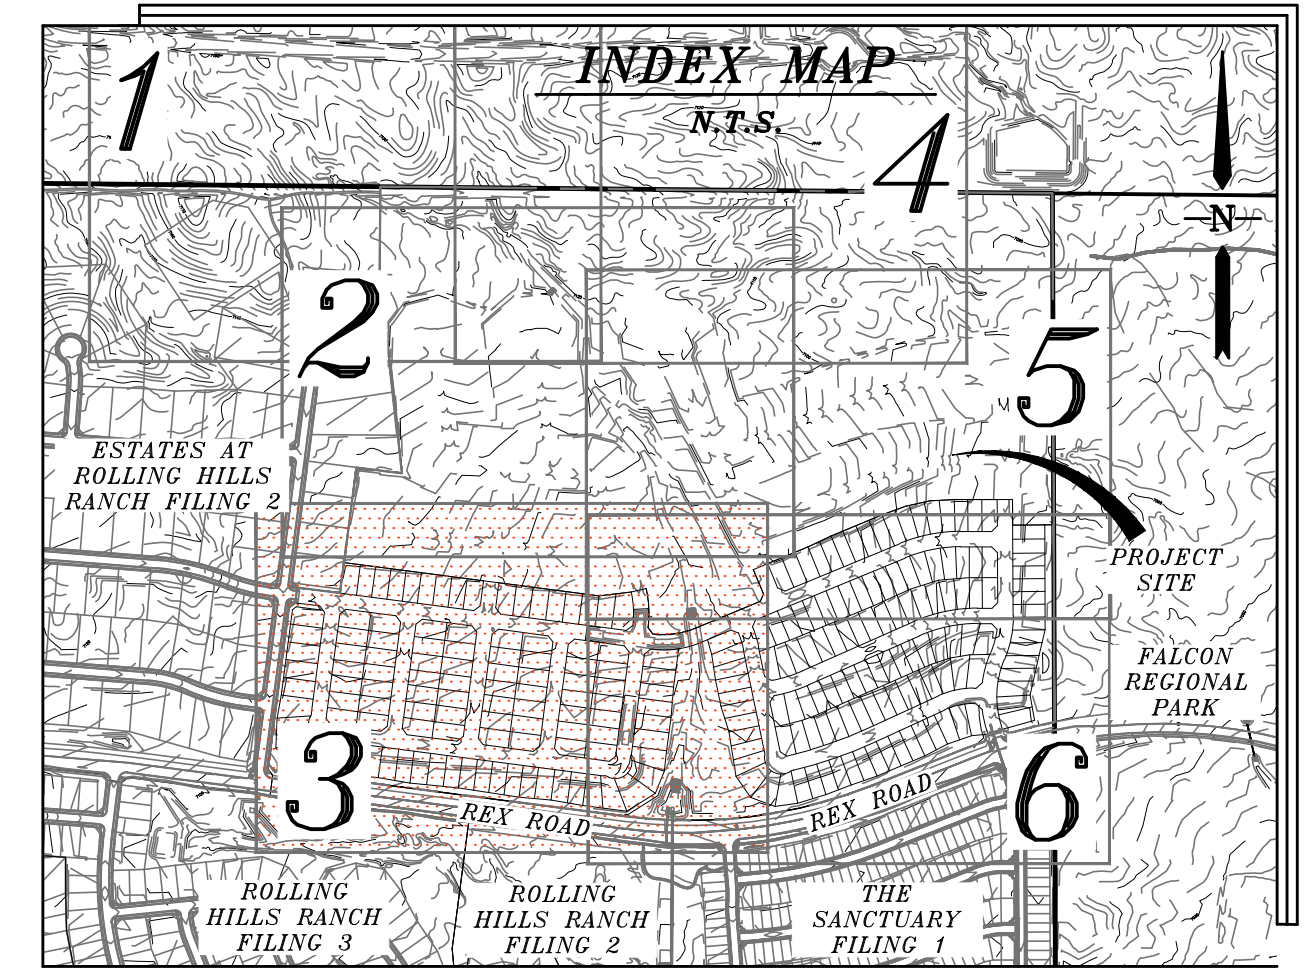 INDEX MAP
N.T.S.
1
4
N
2
5
ESTATES AT
ROLLING HILLS
RANCH FILING 2
PROJECT
SITE
FALCON
REGIONAL
PARK
3
6
REX ROAD
REX ROAD
ROLLING
HILLS RANCH
FILING 3
ROLLING
HILLS RANCH
FILING 2
THE
SANCTUARY
FILING 1